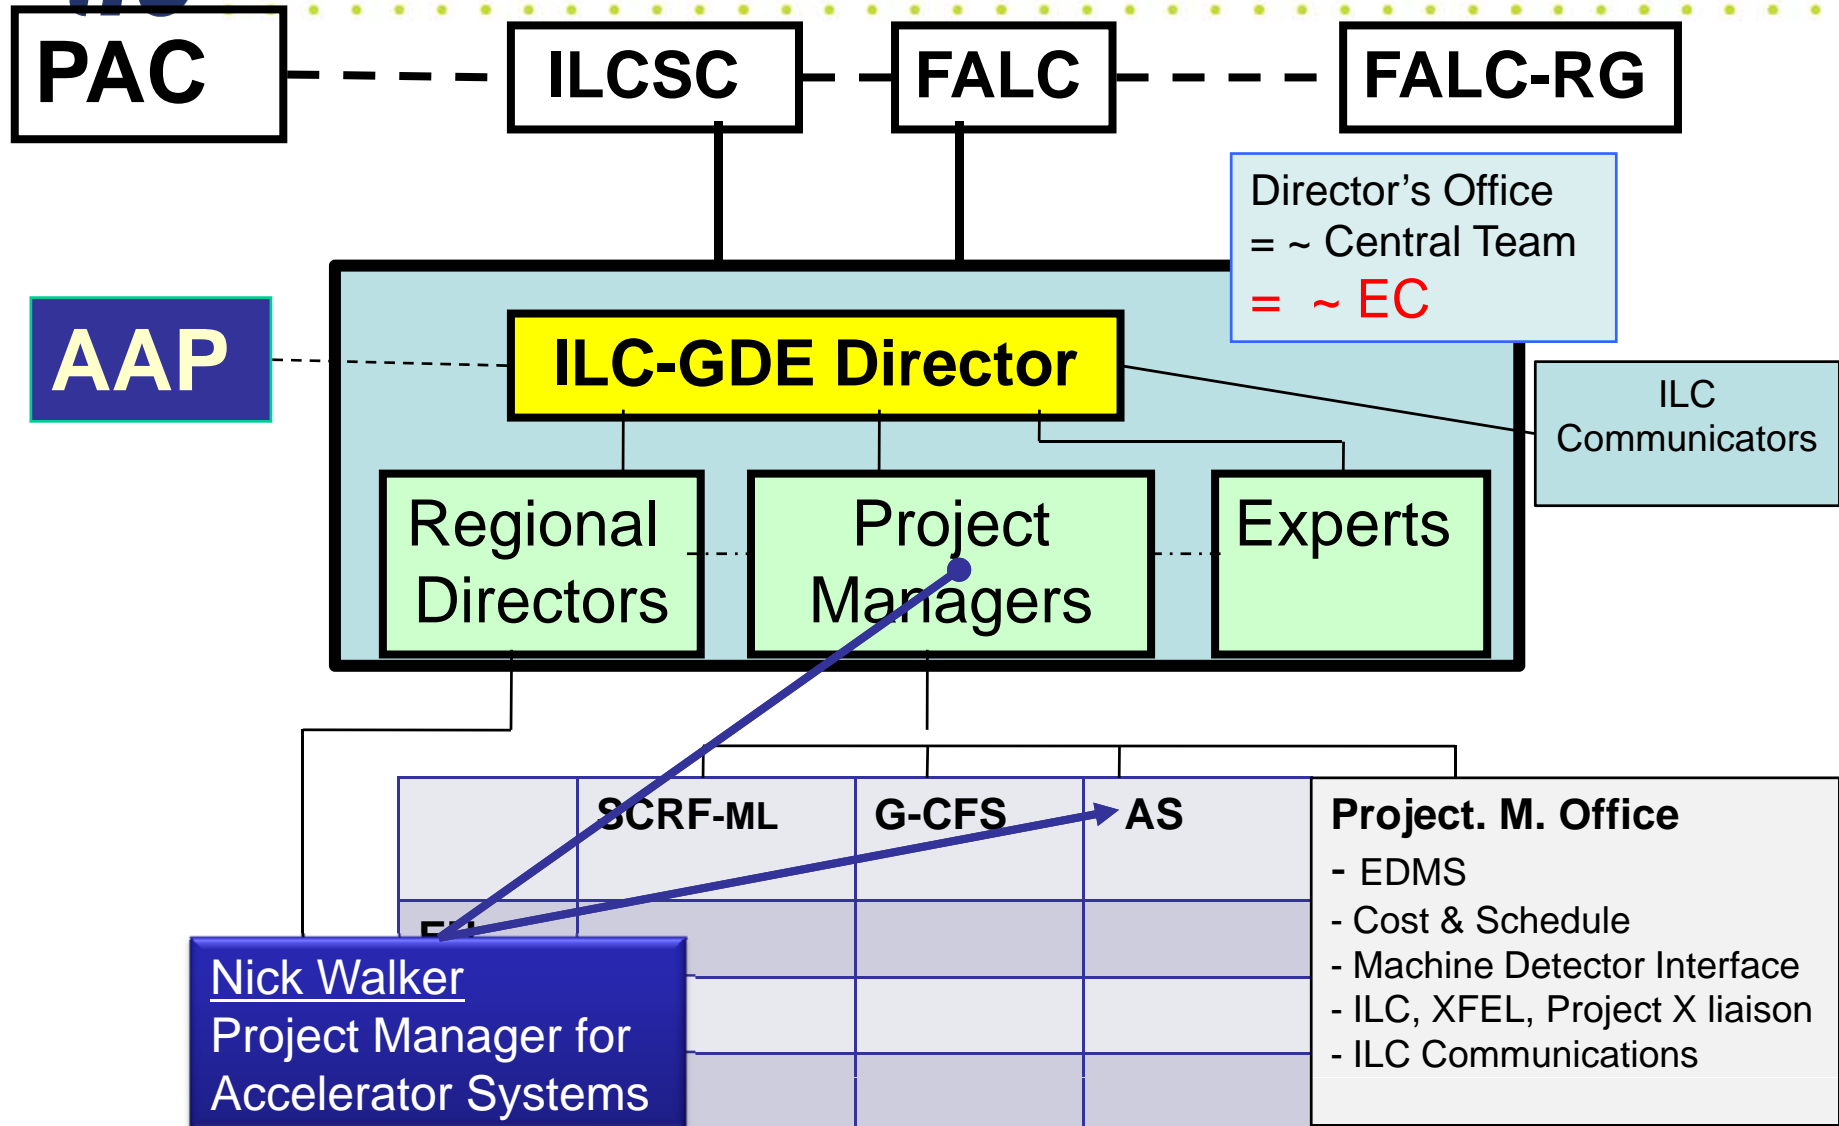 PAC
ILCSC
FALC
FALC-RG
Director's Office
= ~ Central Team
= ~ EC
AAP
ILC-GDE Director
ILC
Communicators
Regional
Directors
Project
Managers
Experts
SCRF-ML
G-CFS
AS
Project. M. Office
- EDMS
- Cost & Schedule
- Machine Detector Interface
- ILC, XFEL, Project X liaison
- ILC Communications
Nick Walker
Project Manager for
Accelerator Systems